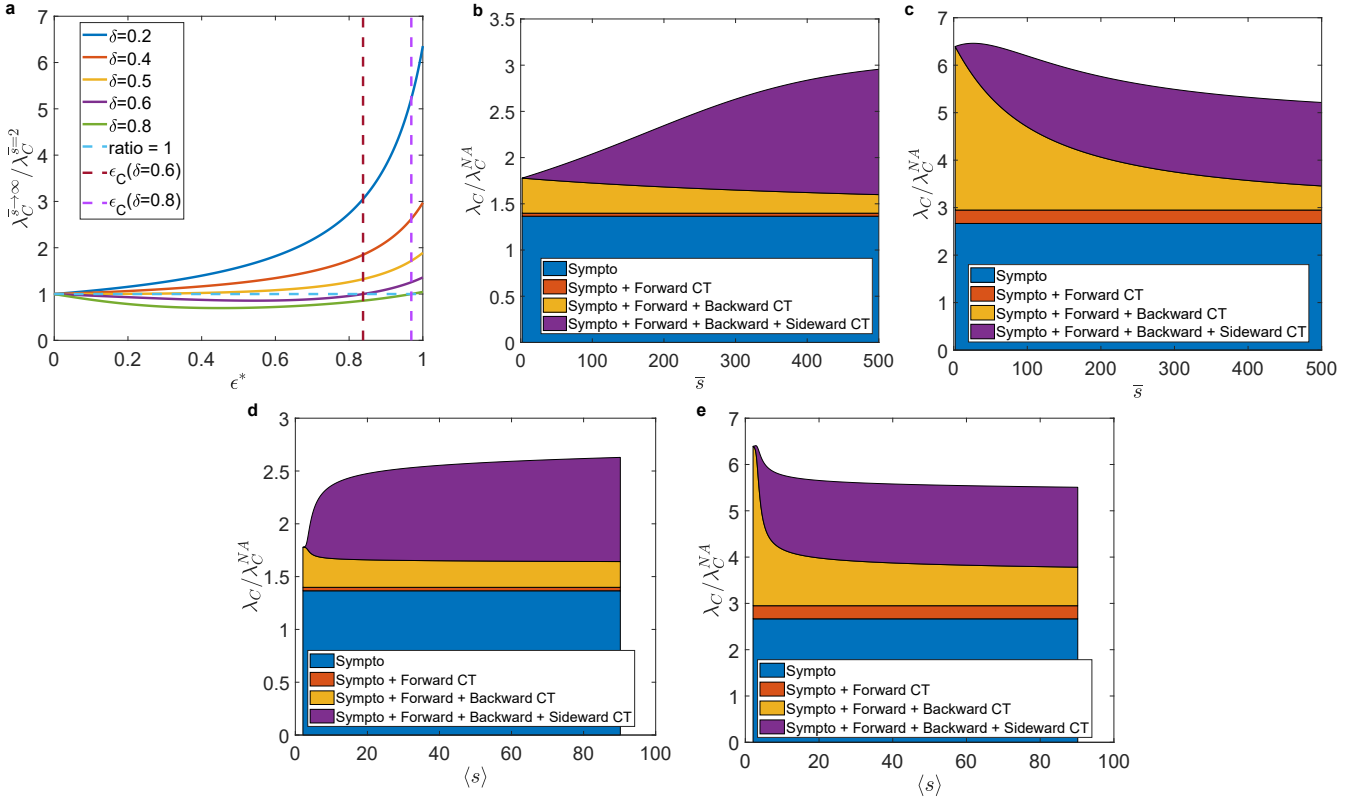 a
7
6
5
4
3
2
1
0
λ_C^{s̄→∞}/λ_C^{s̄=2}
δ=0.2
δ=0.4
δ=0.5
δ=0.6
δ=0.8
ratio = 1
ϵ_C(δ=0.6)
ϵ_C(δ=0.8)
0 0.2 0.4 0.6 0.8 1
ϵ*
b
3.5
3
2.5
2
1.5
1
0.5
0
λ_C/λ_C^{NA}
Sympto
Sympto + Forward CT
Sympto + Forward + Backward CT
Sympto + Forward + Backward + Sideward CT
0 100 200 300 400 500
s̄
c
7
6
5
4
3
2
1
0
λ_C/λ_C^{NA}
Sympto
Sympto + Forward CT
Sympto + Forward + Backward CT
Sympto + Forward + Backward + Sideward CT
0 100 200 300 400 500
s̄
d
3
2.5
2
1.5
1
0.5
0
λ_C/λ_C^{NA}
Sympto
Sympto + Forward CT
Sympto + Forward + Backward CT
Sympto + Forward + Backward + Sideward CT
0 20 40 60 80 100
⟨s⟩
e
7
6
5
4
3
2
1
0
λ_C/λ_C^{NA}
Sympto
Sympto + Forward CT
Sympto + Forward + Backward CT
Sympto + Forward + Backward + Sideward CT
0 20 40 60 80 100
⟨s⟩